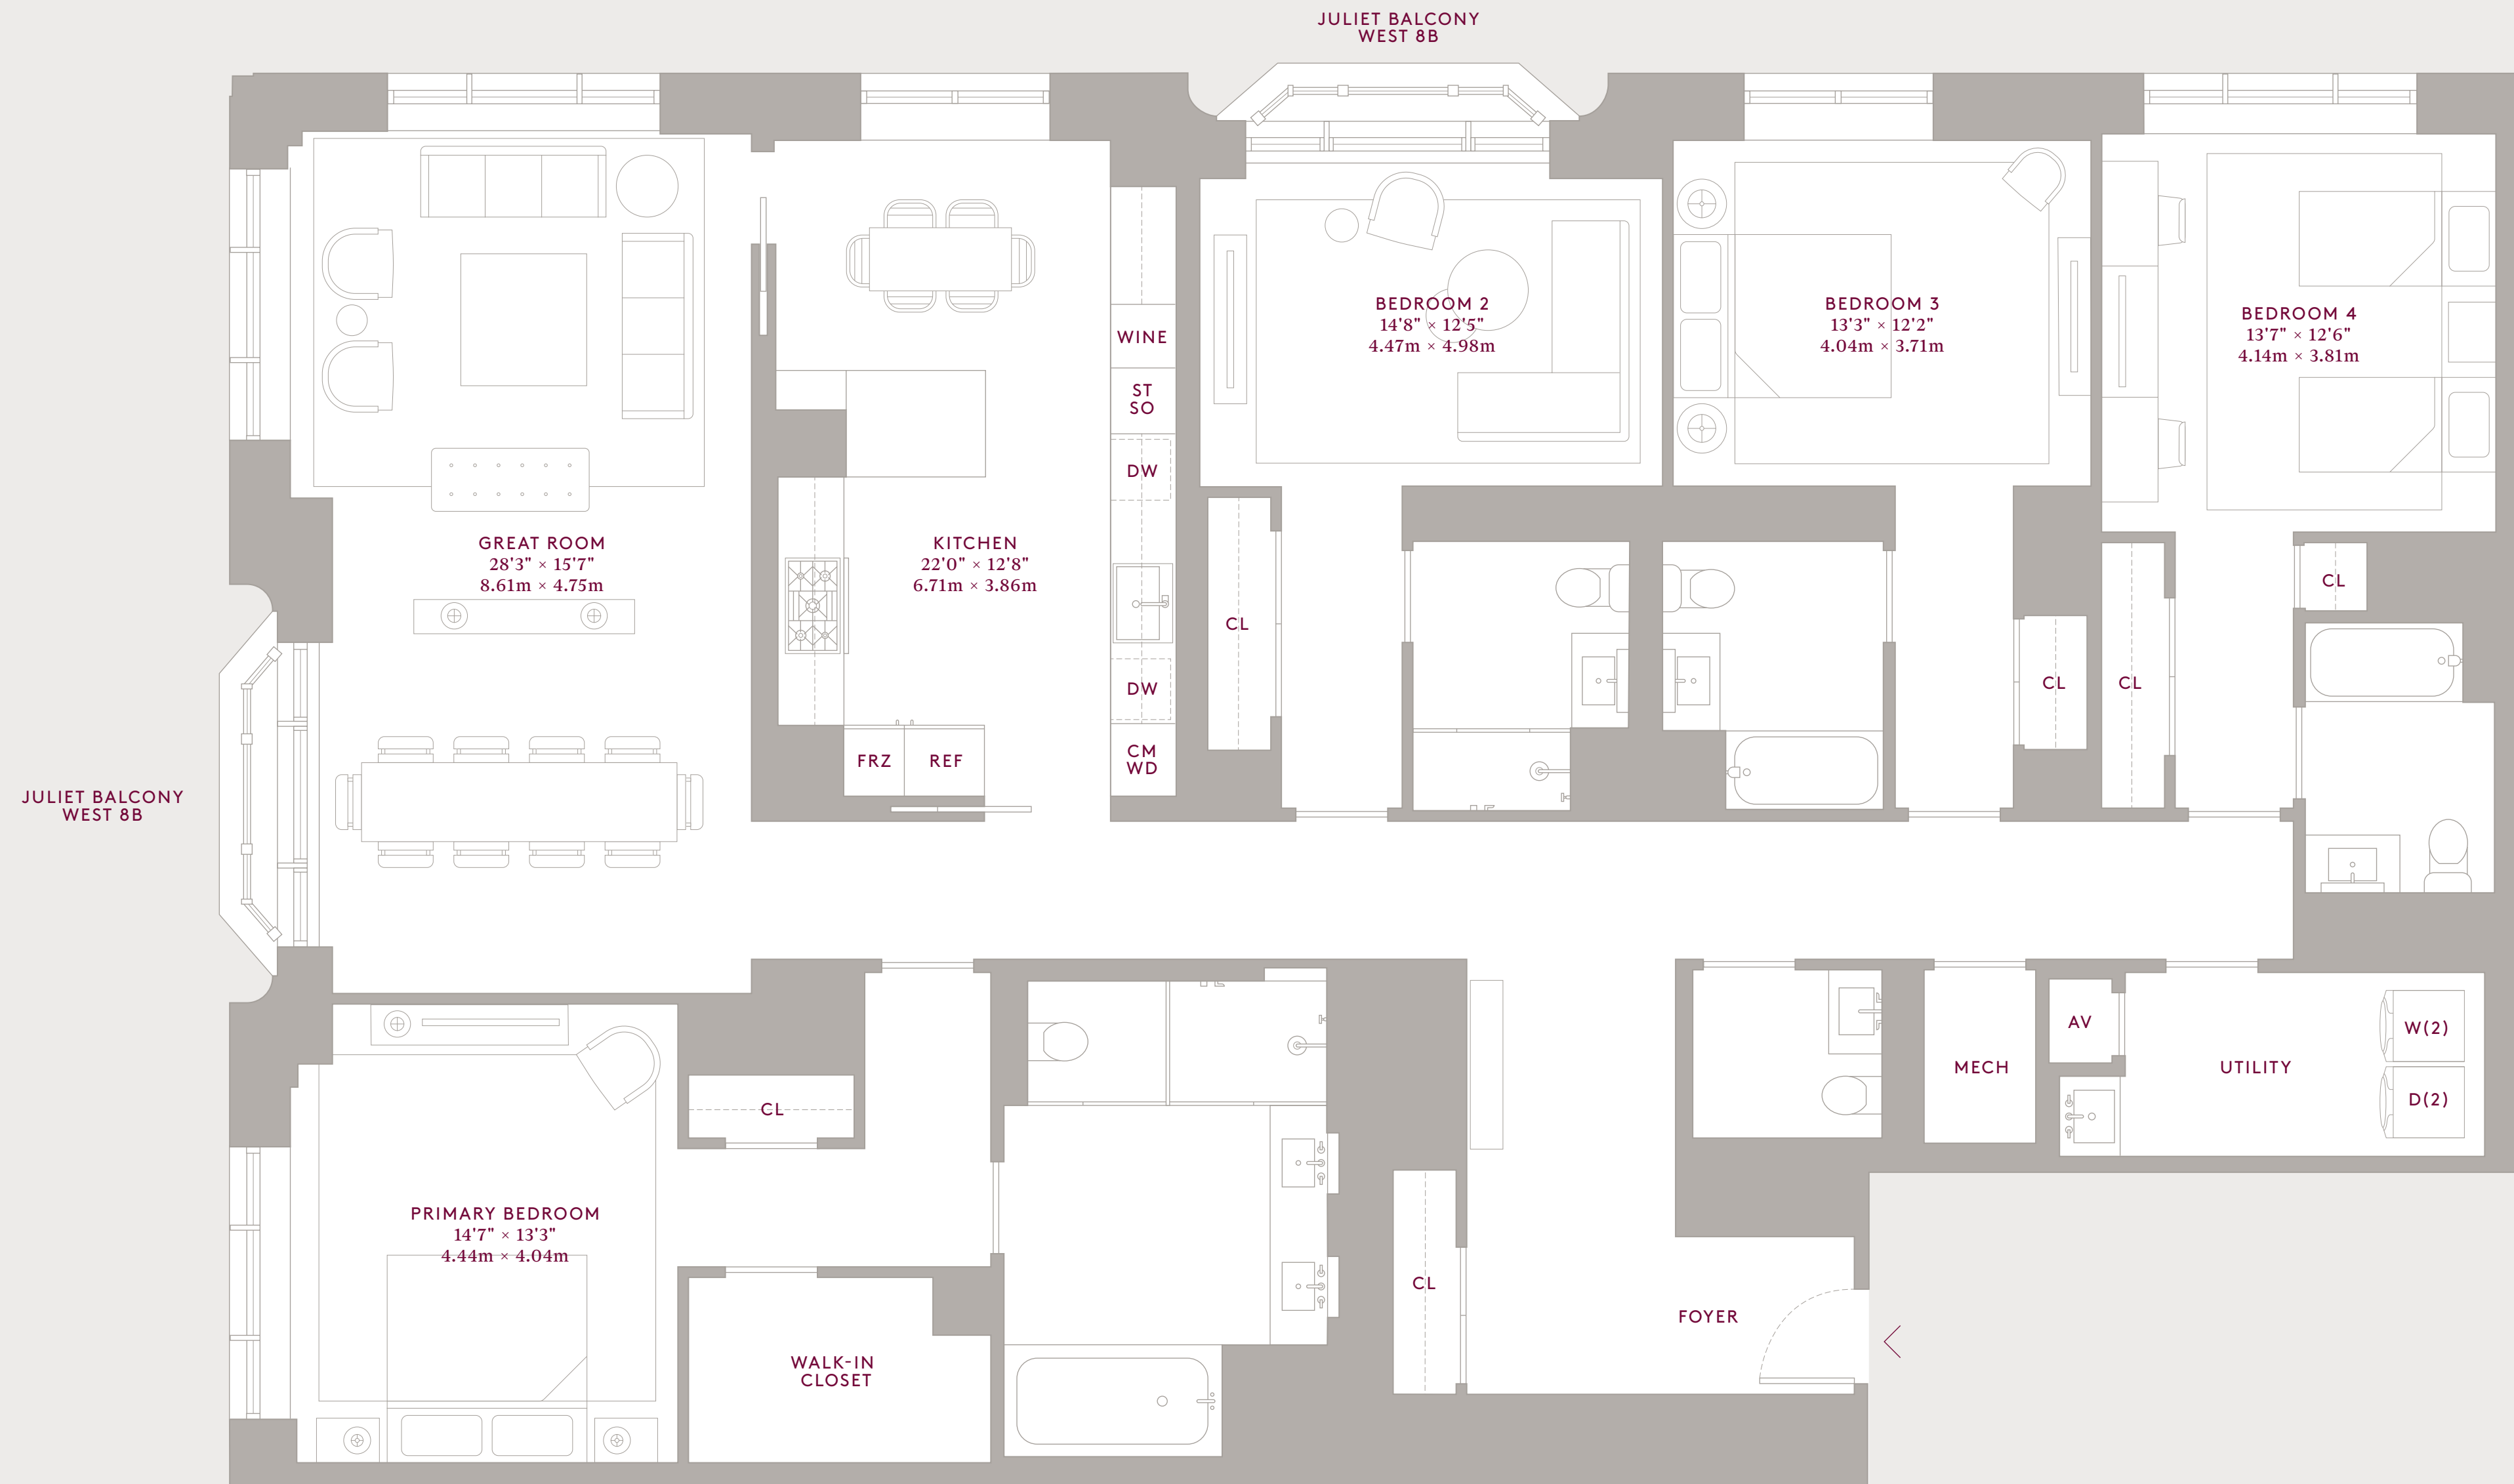 JULIET BALCONY
WEST 8B
BEDROOM 2
14'8" × 12'5"
4.47m × 4.98m
BEDROOM 3
13'3" × 12'2"
4.04m × 3.71m
BEDROOM 4
13'7" × 12'6"
4.14m × 3.81m
WINE
ST
SO
DW
GREAT ROOM
28'3" × 15'7"
8.61m × 4.75m
KITCHEN
22'0" × 12'8"
6.71m × 3.86m
CL
CL
CL
CL
DW
FRZ
REF
CM
WD
JULIET BALCONY
WEST 8B
AV
W(2)
MECH
UTILITY
D(2)
CL
PRIMARY BEDROOM
14'7" × 13'3"
4.44m × 4.04m
CL
FOYER
WALK-IN
CLOSET